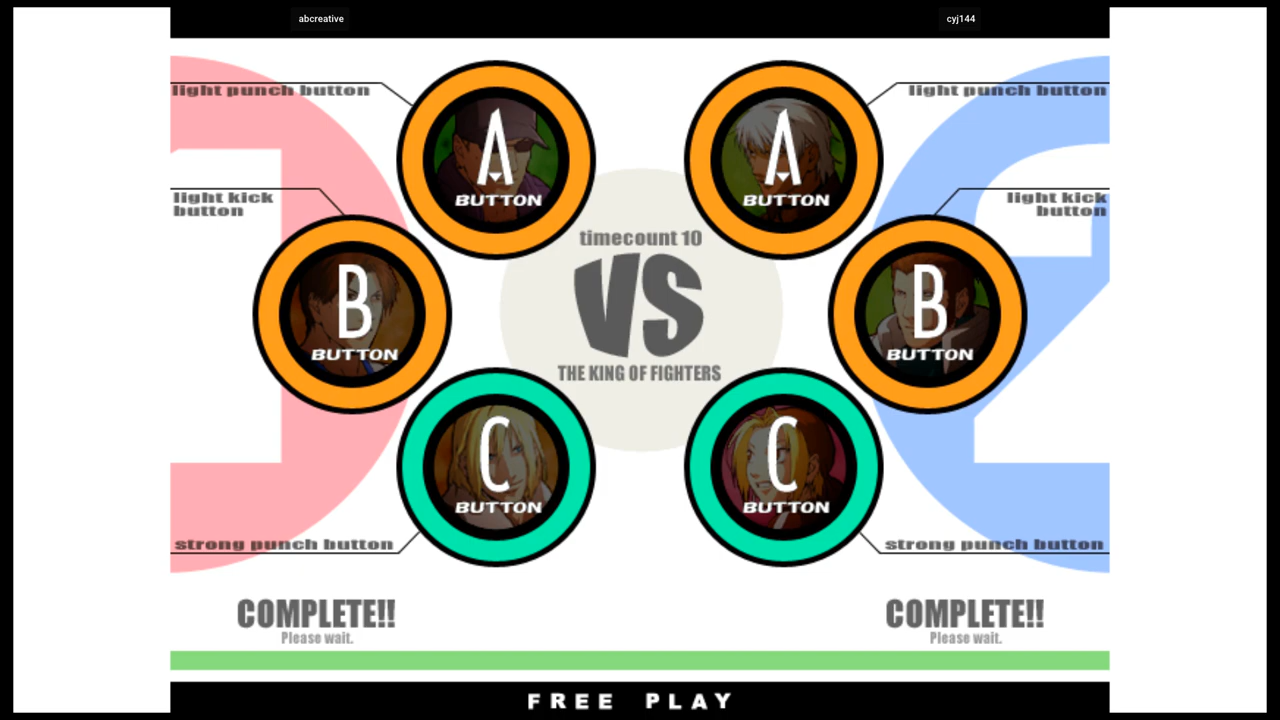 abcreative
cyj144
light punch button
light punch button
A
BUTTON
A
BUTTON
light kick
button
light kick
button
timecount 10
VS
THE KING OF FIGHTERS
B
BUTTON
B
BUTTON
C
BUTTON
C
BUTTON
strong punch button
strong punch button
COMPLETE!!
Please wait.
COMPLETE!!
Please wait.
FREE PLAY
1
2